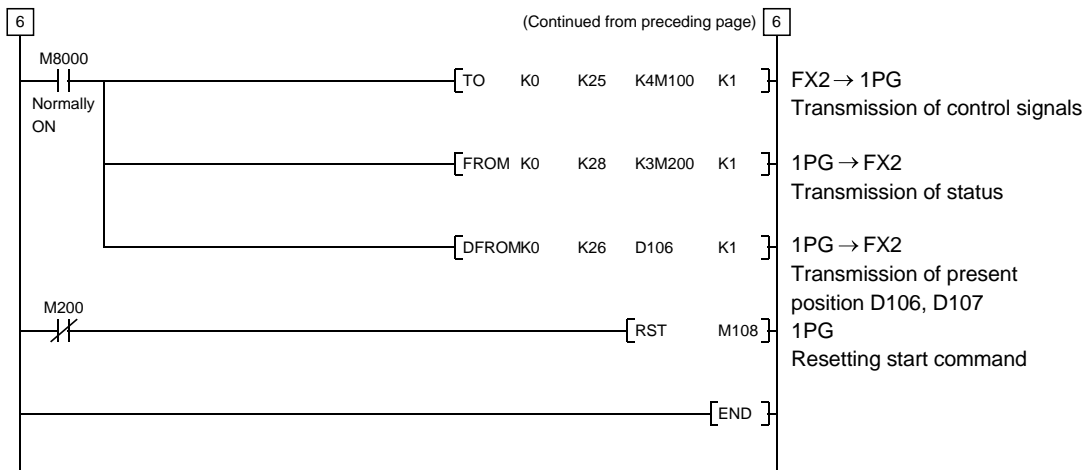 6 (Continued from preceding page) 6
M8000
TO K0 K25 K4M100 K1 FX2 → 1PG
Normally Transmission of control signals
ON
FROM K0 K28 K3M200 K1 1PG → FX2
Transmission of status
DFROMK0 K26 D106 K1 1PG → FX2
Transmission of present
M200 position D106, D107
RST M108 1PG
Resetting start command
END